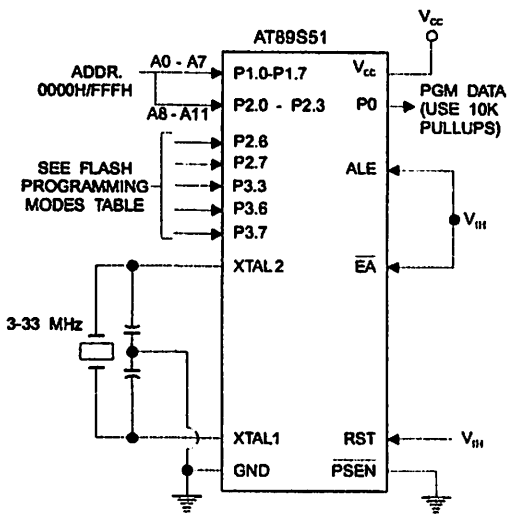 AT89S51
VCC
ADDR.
0000H/FFFH
A0 - A7
A8 - A11
P1.0-P1.7
P2.0 - P2.3
P2.6
P2.7
P3.3
P3.6
P3.7
SEE FLASH
PROGRAMMING
MODES TABLE
XTAL2
3-33 MHz
XTAL1
GND
VCC
P0
PGM DATA
(USE 10K
PULLUPS)
ALE
EA
VIH
RST
VIH
PSEN